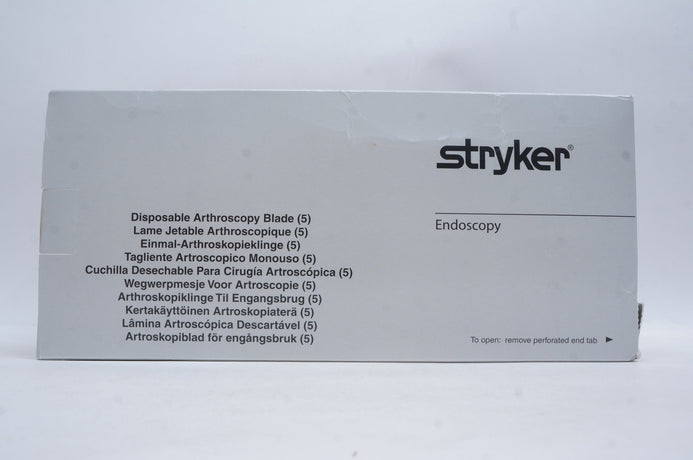 stryker®
Endoscopy
Disposable Arthroscopy Blade (5)
Lame Jetable Arthroscopique (5)
Einmal-Arthroskopieklinge (5)
Tagliente Artroscopico Monouso (5)
Cuchilla Desechable Para Cirugía Artroscópica (5)
Wegwerpmesje Voor Artroscopie (5)
Arthroskopiklinge Til Engangsbrug (5)
Kertakäyttöinen Artroskopiaterä (5)
Lâmina Artroscópica Descartável (5)
Artroskopiblad för engångsbruk (5)
To open: remove perforated end tab